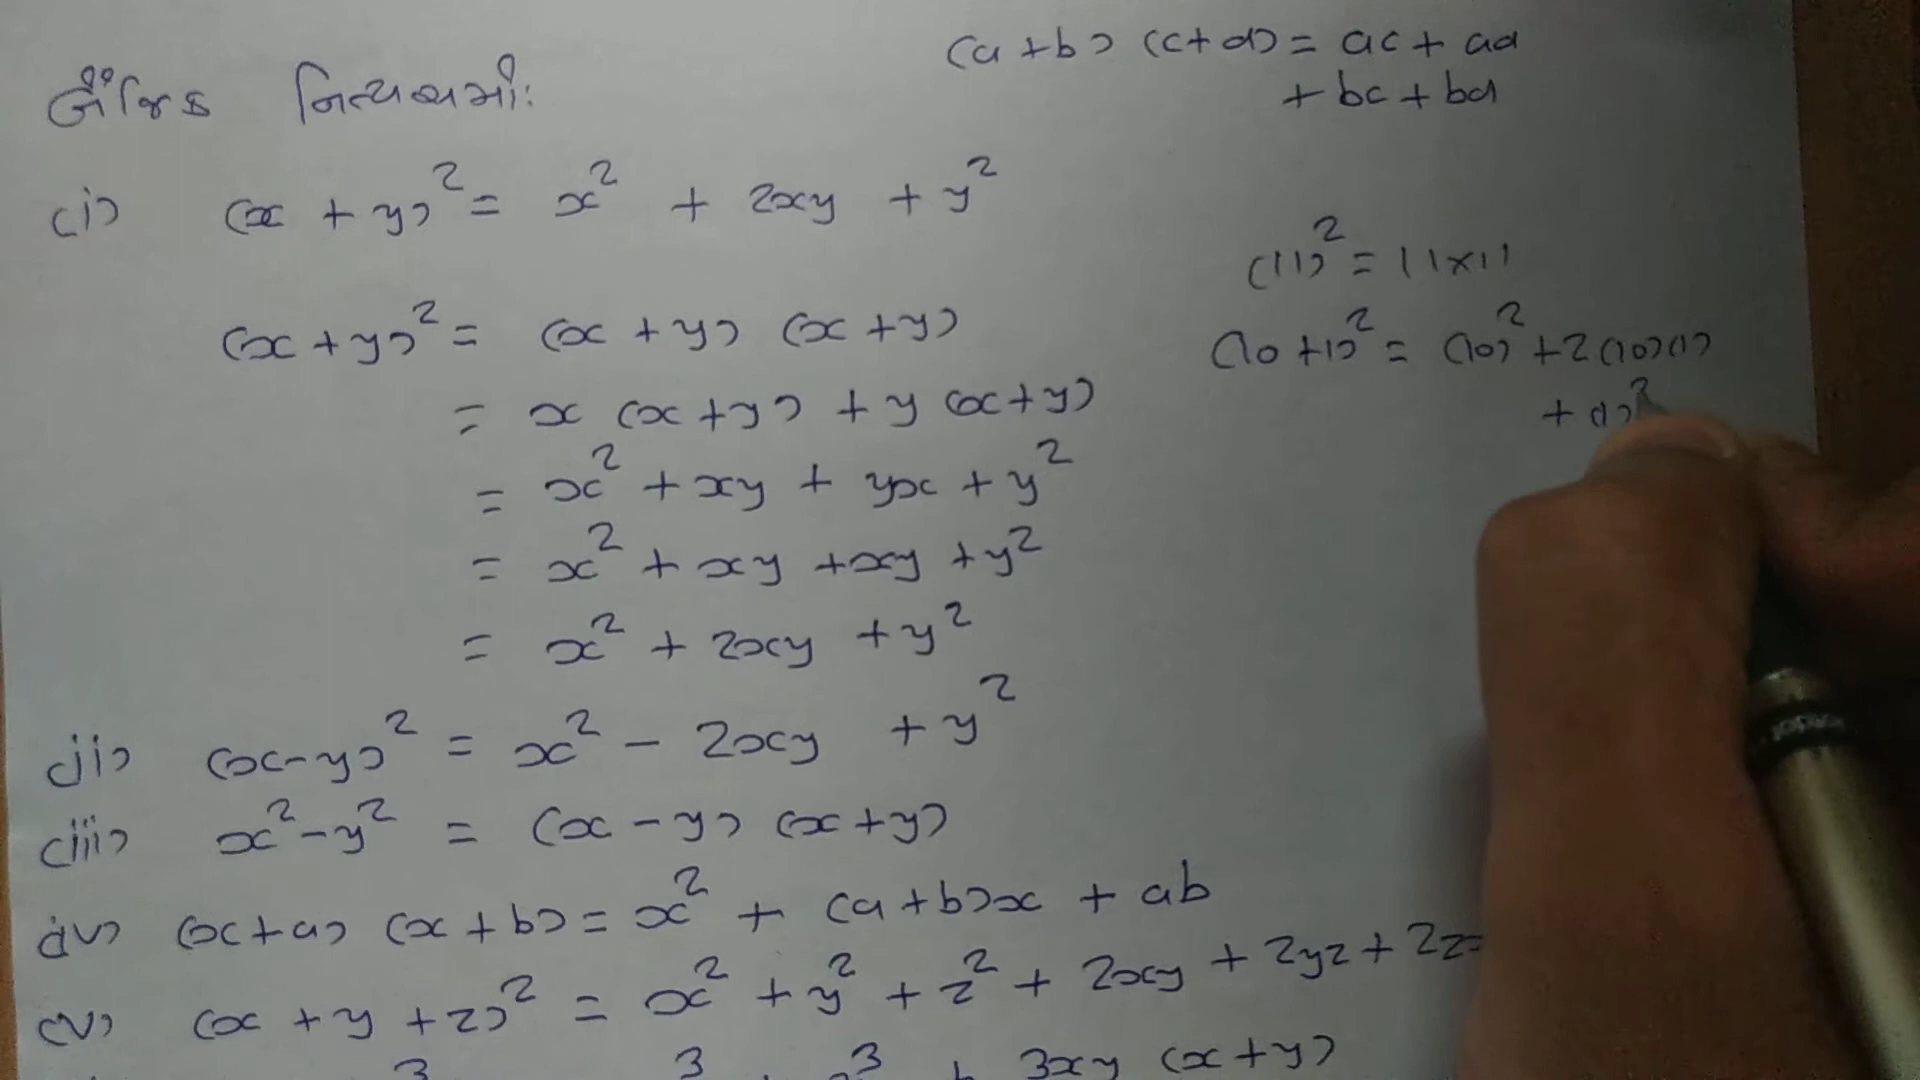 બૈજિક નિત્યસમો:
(a+b) (c+d) = ac + ad
+ bc + bd
(i) (x + y)² = x² + 2xy + y²
(x+y)² = (x+y) (x+y)
= x (x+y) + y (x+y)
= x² + xy + yx + y²
= x² + xy + xy + y²
= x² + 2xy + y²
(11)² = 11×11
(10+1)² = (10)² + 2(10)(1)
+ (1)²
(ii) (x-y)² = x² - 2xy + y²
(iii) x² - y² = (x-y) (x+y)
(iv) (x+a) (x+b) = x² + (a+b)x + ab
(v) (x + y + z)² = x² + y² + z² + 2xy + 2yz + 2z
3 3 3 3xy (x+y)